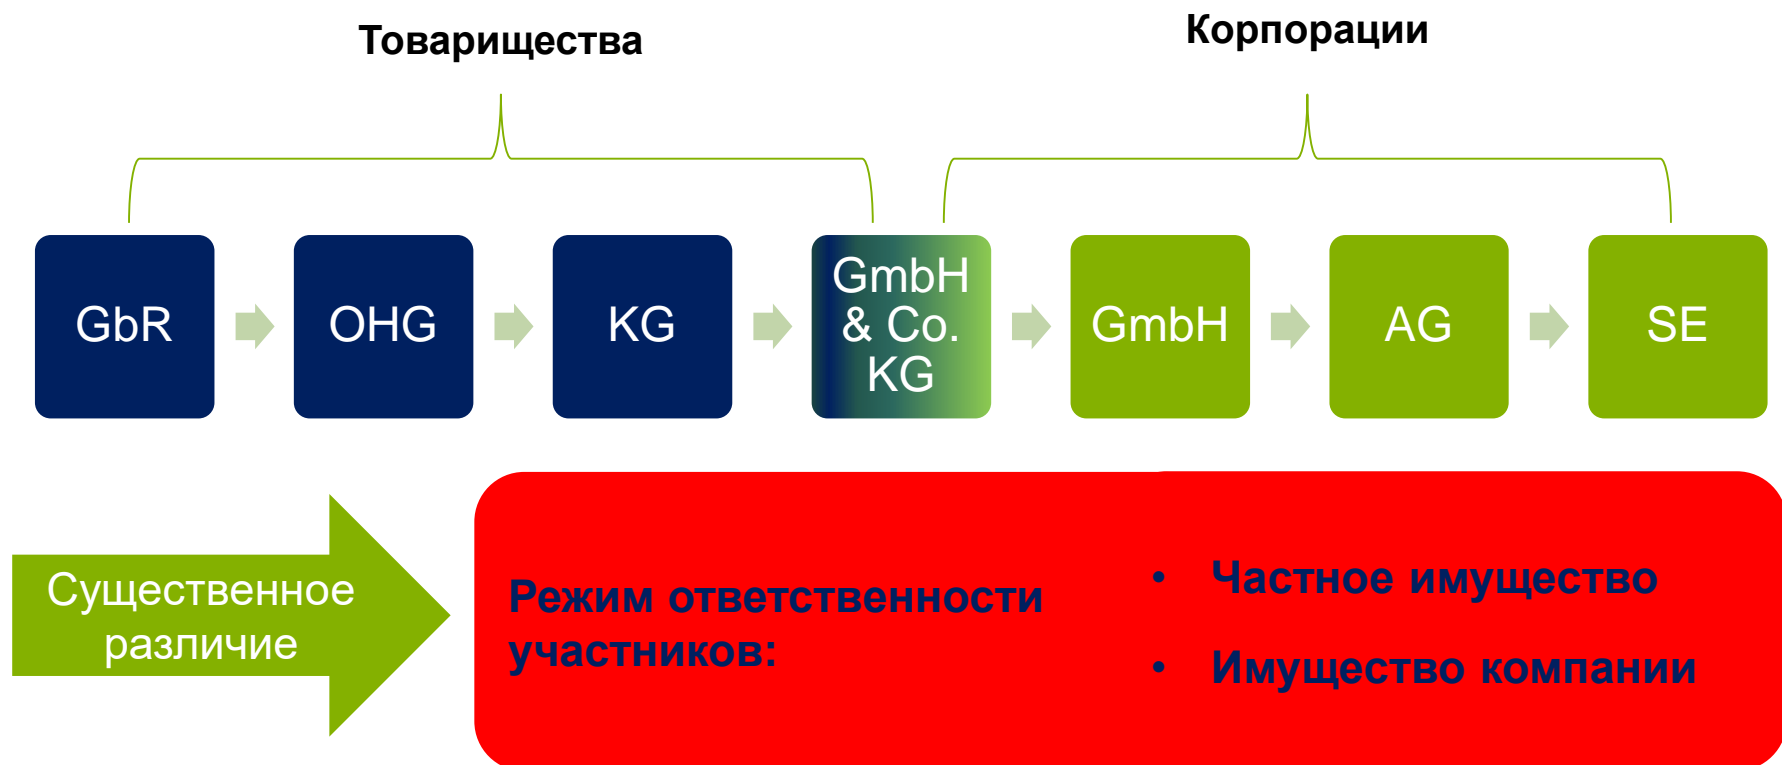 Товарищества
Корпорации
GbR
OHG
KG
GmbH
& Co.
KG
GmbH
AG
SE
Существенное
различие
Режим ответственности
участников:
• Частное имущество
• Имущество компании